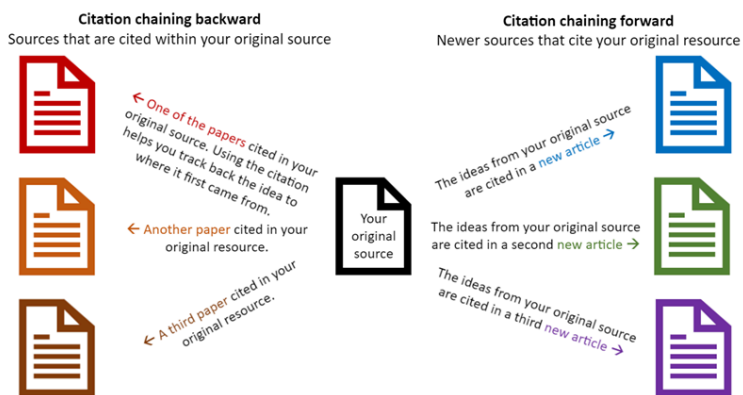 Citation chaining backward
Sources that are cited within your original source
← One of the papers cited in your
original source. Using the citation
helps you track back the idea to
where it first came from.
← Another paper cited in your
original resource.
← A third paper cited in your
original resource.
Your
original
source
Citation chaining forward
Newer sources that cite your original resource
The ideas from your original source
are cited in a new article →
The ideas from your original source
are cited in a second new article →
The ideas from your original source
are cited in a third new article →